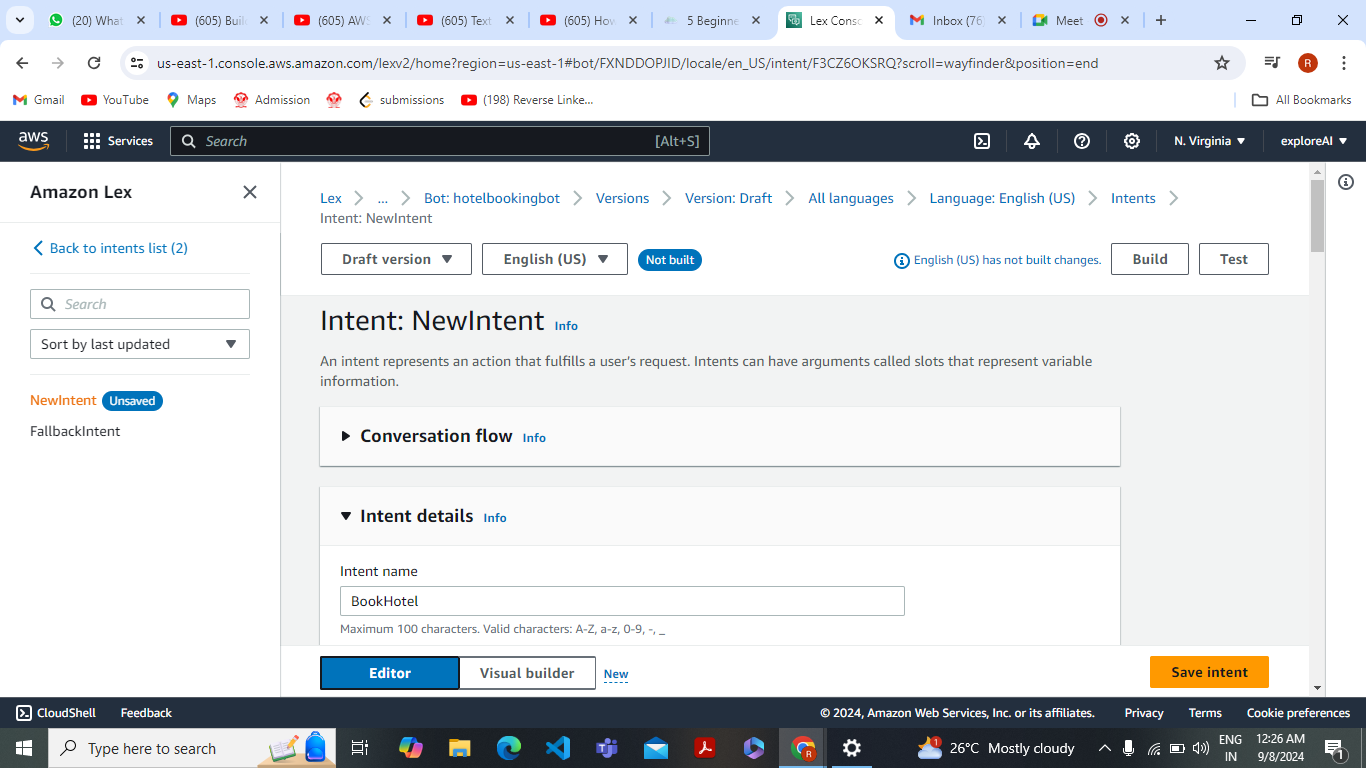 (20) What
(605) Buil
(605) AWS
(605) Text
(605) How
5 Beginne
Lex Conso
Inbox (76
Meet
us-east-1.console.aws.amazon.com/lexv2/home?region=us-east-1#bot/FXNDDOPJID/locale/en_US/intent/F3CZ6OKSRQ?scroll=wayfinder&position=end
R
Gmail
YouTube
Maps
Admission
submissions
(198) Reverse Linke...
All Bookmarks
aws
Services
Search
[Alt+S]
N. Virginia
exploreAI
Amazon Lex
Back to intents list (2)
Search
Sort by last updated
NewIntent Unsaved
FallbackIntent
Lex ... Bot: hotelbookingbot Versions Version: Draft All languages Language: English (US) Intents
Intent: NewIntent
Draft version
English (US)
Not built
English (US) has not built changes.
Build
Test
Intent: NewIntent Info
An intent represents an action that fulfills a user's request. Intents can have arguments called slots that represent variable
information.
Conversation flow Info
Intent details Info
Intent name
BookHotel
Maximum 100 characters. Valid characters: A-Z, a-z, 0-9, -, _
Editor
Visual builder
New
Save intent
CloudShell
Feedback
© 2024, Amazon Web Services, Inc. or its affiliates.
Privacy
Terms
Cookie preferences
Type here to search
1
26°C Mostly cloudy
ENG
IN
12:26 AM
9/8/2024
1